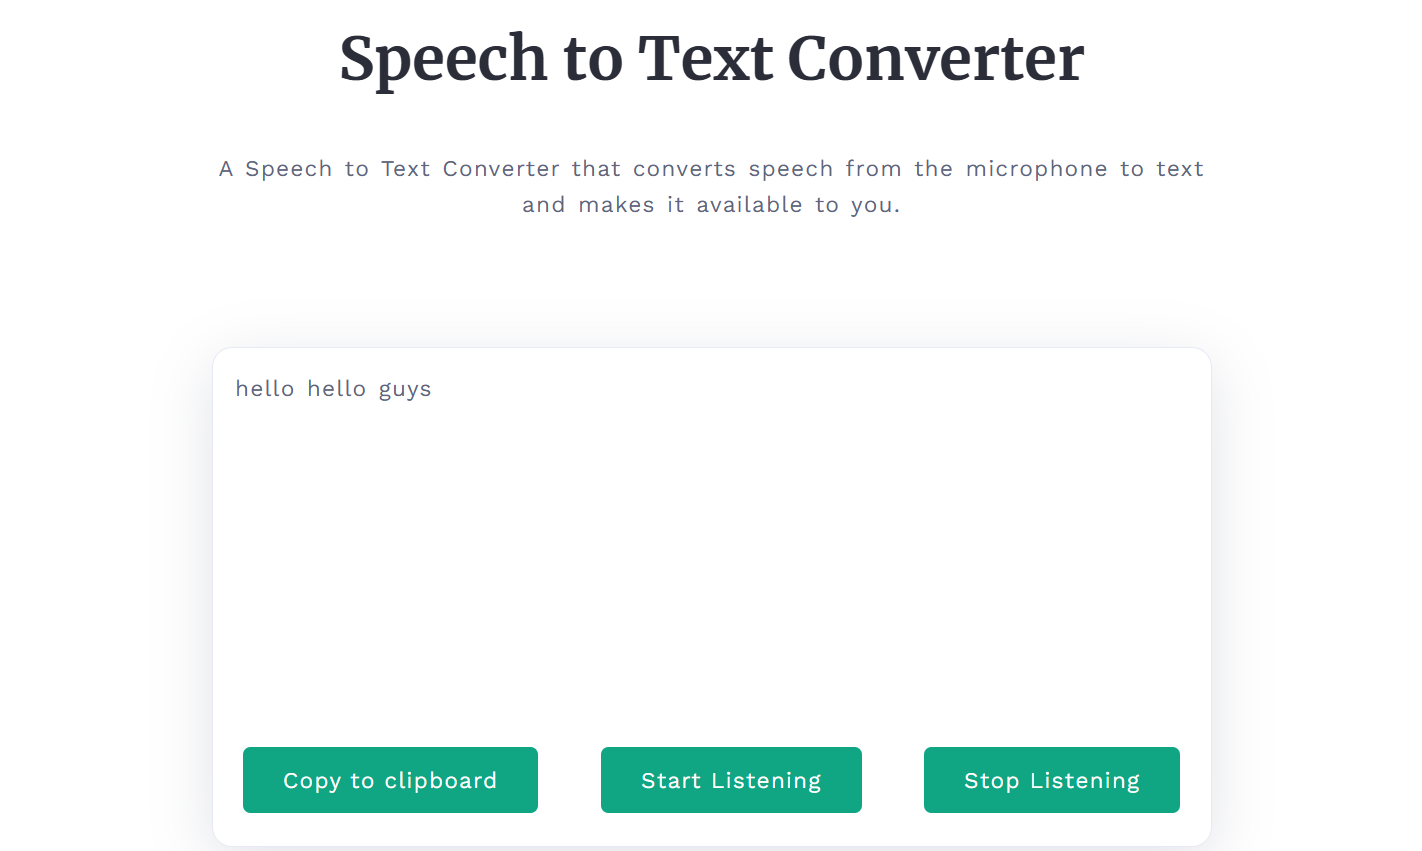 Speech to Text Converter
A Speech to Text Converter that converts speech from the microphone to text
and makes it available to you.
hello hello guys
Copy to clipboard
Start Listening
Stop Listening